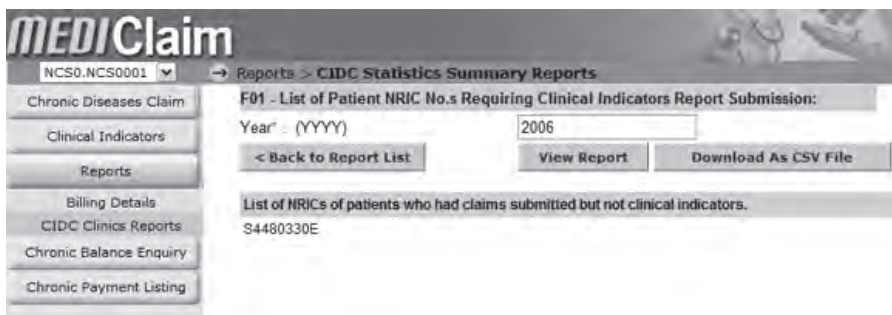 MEDIClaim
NCS0.NCS0001 → Reports > CIDC Statistics Summary Reports
Chronic Diseases Claim
Clinical Indicators
Reports
Billing Details
CIDC Clinics Reports
Chronic Balance Enquiry
Chronic Payment Listing
F01 - List of Patient NRIC No.s Requiring Clinical Indicators Report Submission:
Year* : (YYYY) 2006
< Back to Report List View Report Download As CSV File
List of NRICs of patients who had claims submitted but not clinical indicators.
S4480330E